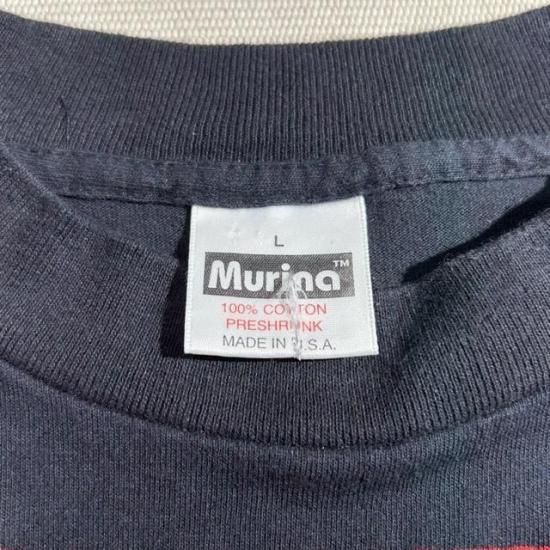 L
Murina™
100% COTTON
PRESHRUNK
MADE IN U.S.A.